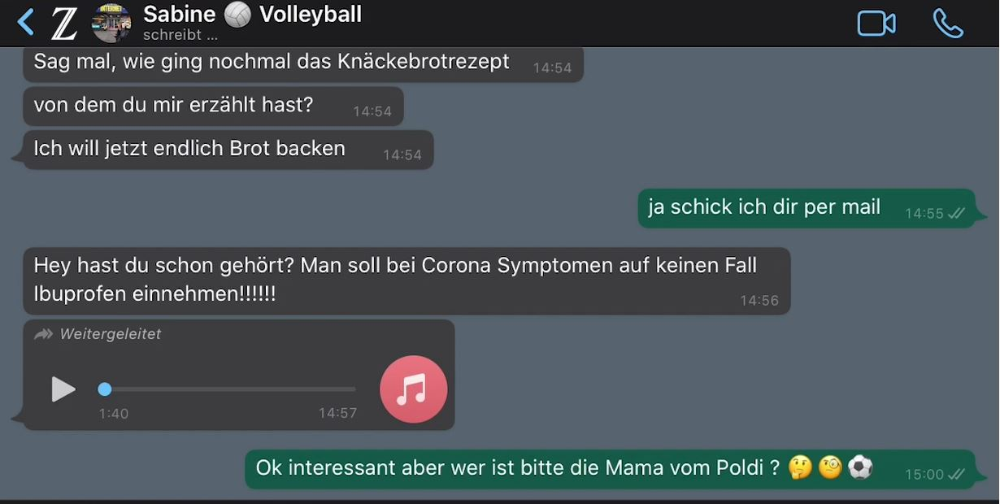 Z
Sabine 🏐 Volleyball
schreibt ...
INTERNET
Sag mal, wie ging nochmal das Knäckebrotrezept 14:54
von dem du mir erzählt hast? 14:54
Ich will jetzt endlich Brot backen 14:54
ja schick ich dir per mail 14:55
Hey hast du schon gehört? Man soll bei Corona Symptomen auf keinen Fall
Ibuprofen einnehmen!!!!!!
14:56
Weitergeleitet
1:40 14:57
Ok interessant aber wer ist bitte die Mama vom Poldi ? 🤔 🧐 ⚽ 15:00